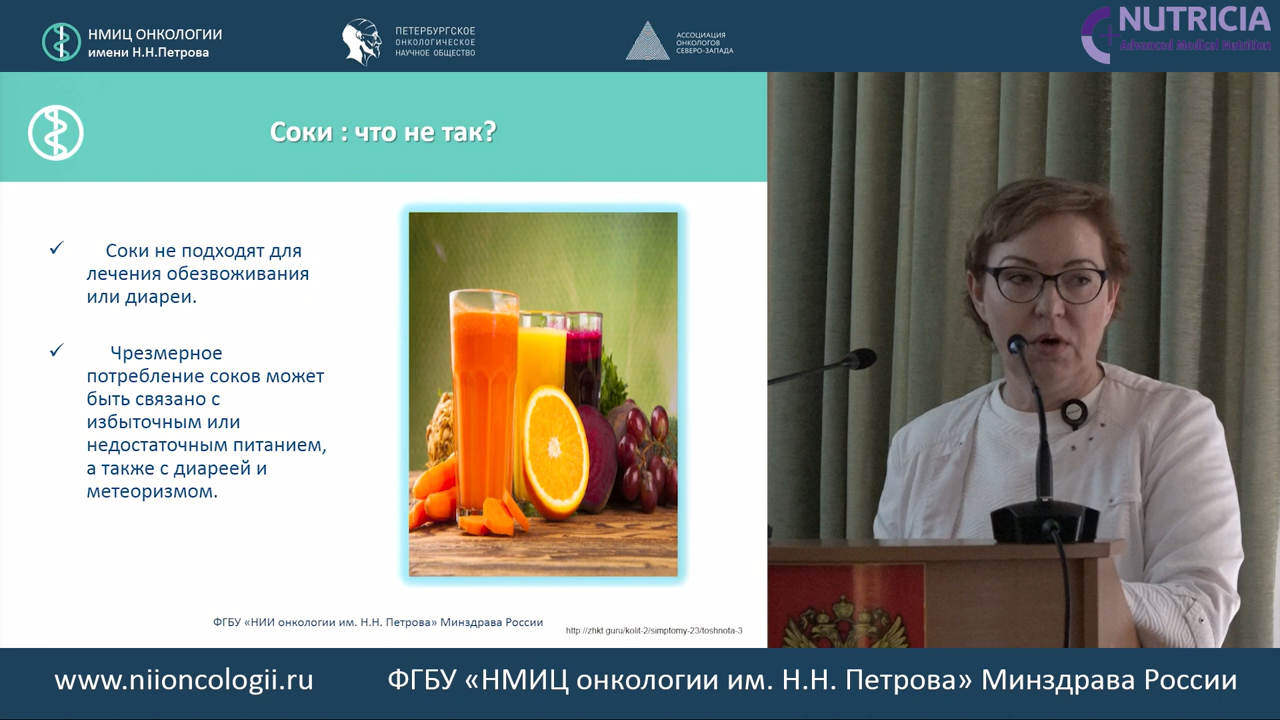 НМИЦ ОНКОЛОГИИ
имени Н.Н.Петрова
ПЕТЕРБУРГСКОЕ
ОНКОЛОГИЧЕСКОЕ
НАУЧНОЕ ОБЩЕСТВО
АССОЦИАЦИЯ
ОНКОЛОГОВ
СЕВЕРО-ЗАПАДА
NUTRICIA
Advanced Medical Nutrition
Соки : что не так?
✓ Соки не подходят для
лечения обезвоживания
или диареи.
✓ Чрезмерное
потребление соков может
быть связано с
избыточным или
недостаточным питанием,
а также с диареей и
метеоризмом.
ФГБУ «НИИ онкологии им. Н.Н. Петрова» Минздрава России
http://zhkt.guru/kolit-2/simptomy-23/toshnota-3
www.niioncologii.ru
ФГБУ «НМИЦ онкологии им. Н.Н. Петрова» Минздрава России